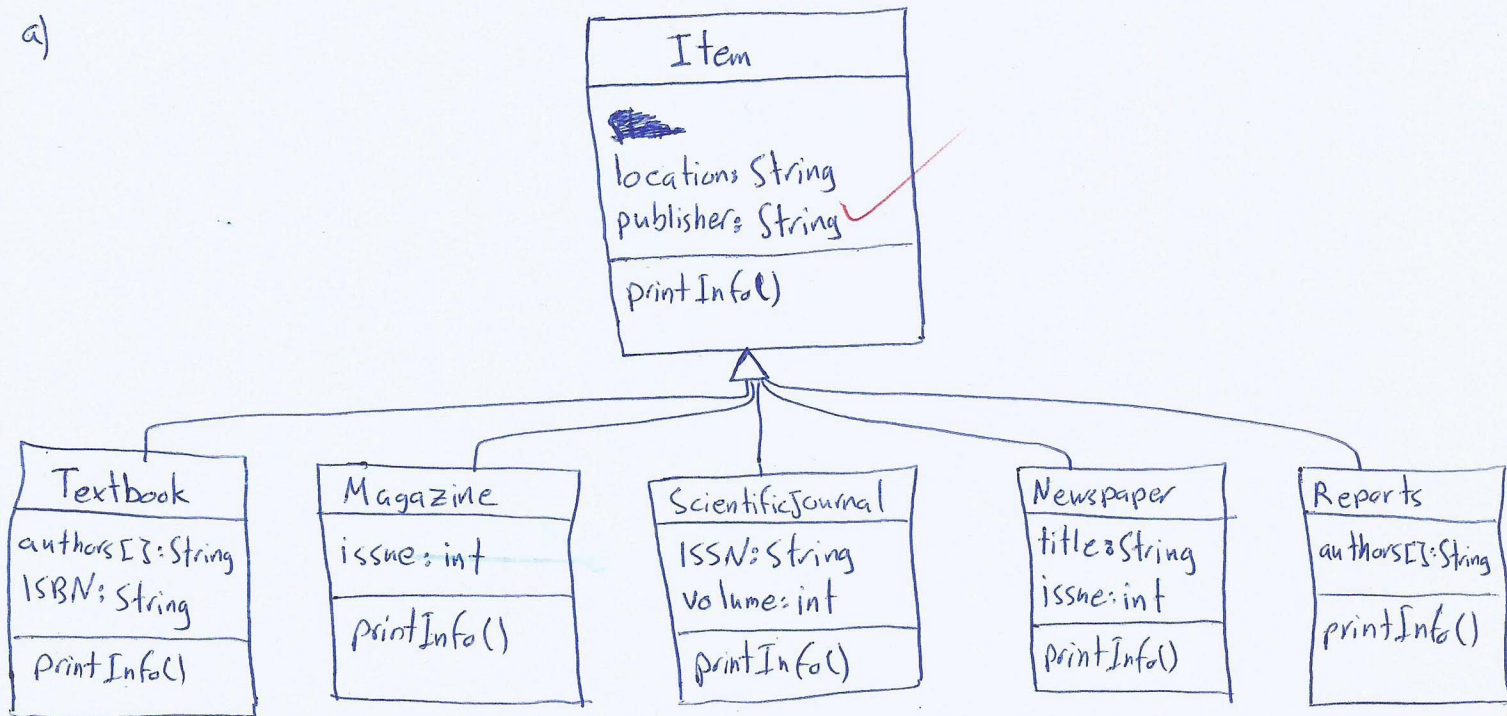 a)
Item
location: String
publisher: String
printInfo()
Textbook
authors[]: String
ISBN: String
printInfo()
Magazine
issue: int
printInfo()
ScientificJournal
ISSN: String
volume: int
printInfo()
Newspaper
title: String
issue: int
printInfo()
Reports
authors[]: String
printInfo()